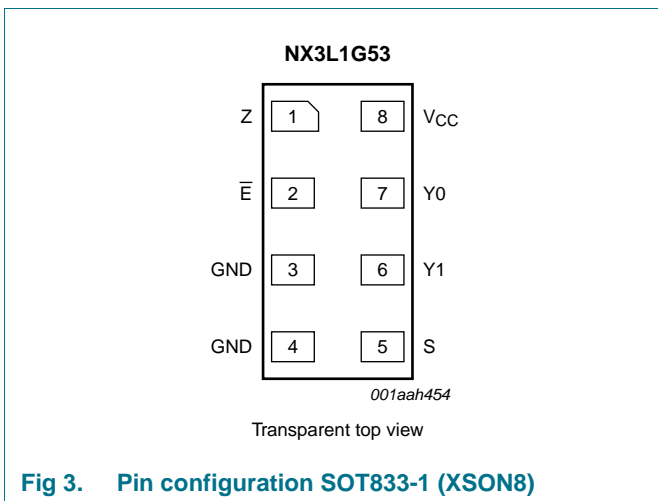 NX3L1G53
Z 1 8 VCC
E̅ 2 7 Y0
GND 3 6 Y1
GND 4 5 S
001aah454
Transparent top view
Fig 3. Pin configuration SOT833-1 (XSON8)